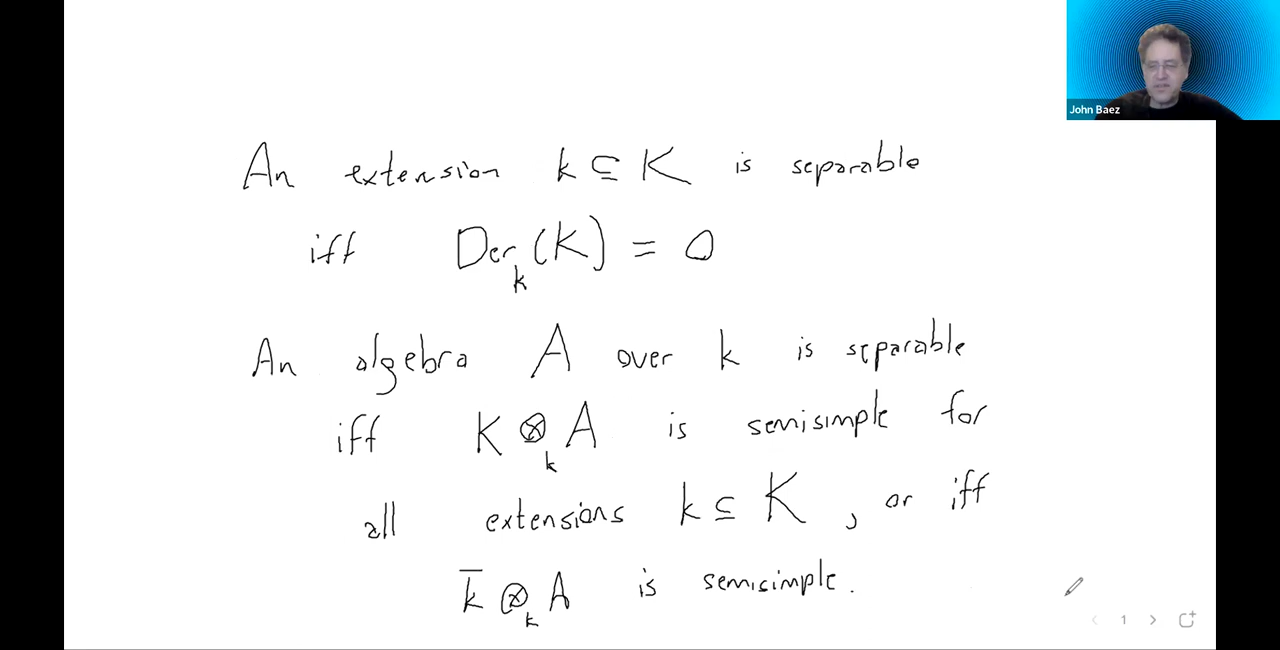 John Baez
An extension k ⊆ K is separable
iff Der_k(K) = 0
An algebra A over k is separable
iff K ⊗_k A is semisimple for
all extensions k ⊆ K, or iff
k̅ ⊗_k A is semisimple.
1